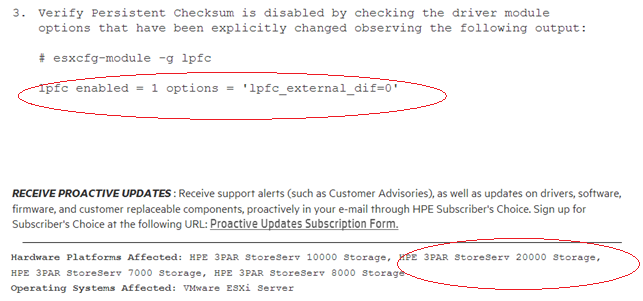 3. Verify Persistent Checksum is disabled by checking the driver module
options that have been explicitly changed observing the following output:
# esxcfg-module -g lpfc
lpfc enabled = 1 options = 'lpfc_external_dif=0'
RECEIVE PROACTIVE UPDATES : Receive support alerts (such as Customer Advisories), as well as updates on drivers, software,
firmware, and customer replaceable components, proactively in your e-mail through HPE Subscriber's Choice. Sign up for
Subscriber's Choice at the following URL: Proactive Updates Subscription Form.
Hardware Platforms Affected: HPE 3PAR StoreServ 10000 Storage, HPE 3PAR StoreServ 20000 Storage,
HPE 3PAR StoreServ 7000 Storage, HPE 3PAR StoreServ 8000 Storage
Operating Systems Affected: VMware ESXi Server